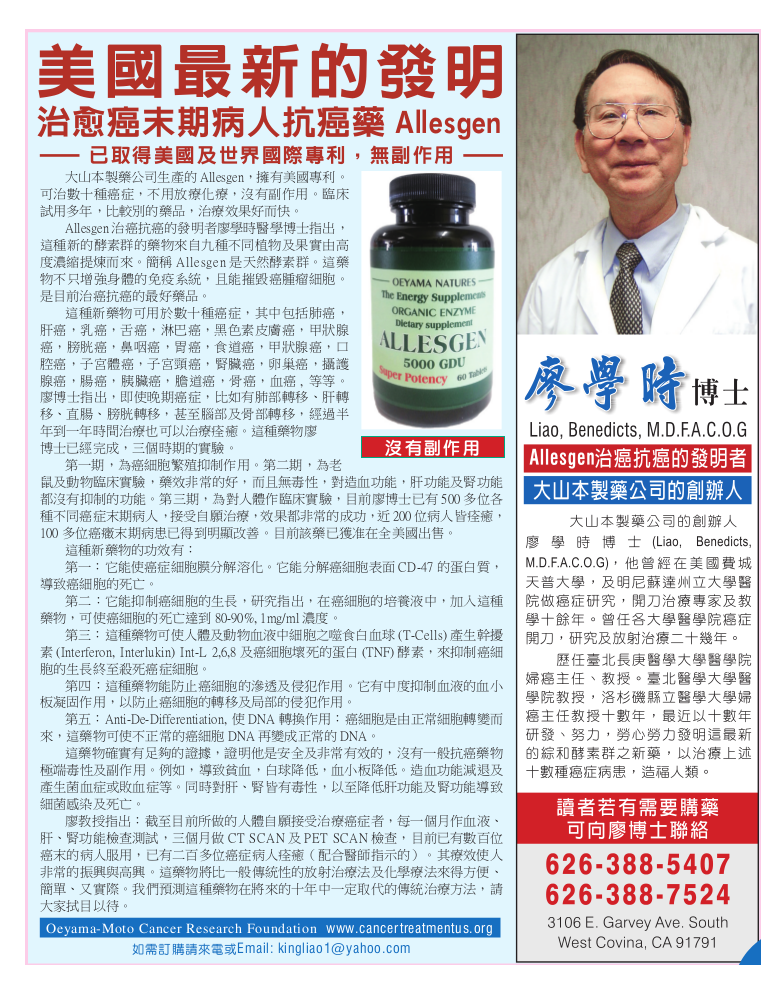 美國最新的發明
治愈癌末期病人抗癌藥 Allesgen
已取得美國及世界國際專利，無副作用
大山本製藥公司生產的 Allesgen，擁有美國專利。
可治數十種癌症，不用放療化療，沒有副作用。臨床
試用多年，比較別的藥品，治療效果好而快。
Allesgen 治癌抗癌的發明者廖學時醫學博士指出，
這種新的酵素群的藥物來自九種不同植物及果實由高
度濃縮提煉而來。簡稱 Allesgen 是天然酵素群。這藥
物不只增強身體的免疫系統，且能摧毀癌腫瘤細胞。
是目前治癌抗癌的最好藥品。
這種新藥物可用於數十種癌症，其中包括肺癌，
肝癌，乳癌，舌癌，淋巴癌，黑色素皮膚癌，甲狀腺
癌，膀胱癌，鼻咽癌，胃癌，食道癌，甲狀腺癌，口
腔癌，子宮體癌，子宮頸癌，腎臟癌，卵巢癌，攝護
腺癌，腸癌，胰臟癌，膽道癌，骨癌，血癌，等等。
廖博士指出，即使晚期癌症，比如有肺部轉移、肝轉
移、直腸、膀胱轉移，甚至腦部及骨部轉移，經過半
年到一年時間治療也可以治療痊癒。這種藥物廖
博士已經完成，三個時期的實驗。
第一期，為癌細胞繁殖抑制作用。第二期，為老
鼠及動物臨床實驗，藥效非常的好，而且無毒性，對造血功能，肝功能及腎功能
都沒有抑制的功能。第三期，為對人體作臨床實驗，目前廖博士已有 500 多位各
種不同癌症末期病人，接受自願治療，效果都非常的成功，近 200 位病人皆痊癒，
100 多位癌癥末期病患已得到明顯改善。目前該藥已獲准在全美國出售。
這種新藥物的功效有：
第一：它能使癌症細胞膜分解溶化。它能分解癌細胞表面 CD-47 的蛋白質，
導致癌細胞的死亡。
第二：它能抑制癌細胞的生長，研究指出，在癌細胞的培養液中，加入這種
藥物，可使癌細胞的死亡達到 80-90%, 1mg/ml 濃度。
第三：這種藥物可使人體及動物血液中細胞之噬食白血球 (T-Cells) 產生幹擾
素 (Interferon, Interlukin) Int-L 2,6,8 及癌細胞壞死的蛋白 (TNF) 酵素，來抑制癌細
胞的生長終至殺死癌症細胞。
第四：這種藥物能防止癌細胞的滲透及侵犯作用。它有中度抑制血液的血小
板凝固作用，以防止癌細胞的轉移及局部的侵犯作用。
第五：Anti-De-Differentiation, 使 DNA 轉換作用：癌細胞是由正常細胞轉變而
來，這藥物可使不正常的癌細胞 DNA 再變成正常的 DNA。
這藥物確實有足夠的證據，證明他是安全及非常有效的，沒有一般抗癌藥物
極端毒性及副作用。例如，導致貧血，白球降低，血小板降低。造血功能減退及
產生菌血症或敗血症等。同時對肝、腎皆有毒性，以至降低肝功能及腎功能導致
細菌感染及死亡。
廖教授指出：截至目前所做的人體自願接受治療癌症者，每一個月作血液、
肝、腎功能檢查測試，三個月做 CT SCAN 及 PET SCAN 檢查，目前已有數百位
癌末的病人服用，已有二百多位癌症病人痊癒（配合醫師指示的）。其療效使人
非常的振興與高興。這藥物將比一般傳統性的放射治療法及化學療法來得方便、
簡單、又實際。我們預測這種藥物在將來的十年中一定取代的傳統治療方法，請
大家拭目以待。
OEYAMA NATURES
The Energy Supplements
ORGANIC ENZYME
Dietary supplement
ALLESGEN
5000 GDU
Super Potency 60 Tablets
沒有副作用
Oeyama-Moto Cancer Research Foundation www.cancertreatmentus.org
如需訂購請來電或Email: kingliao1@yahoo.com
廖學時博士
Liao, Benedicts, M.D.F.A.C.O.G
Allesgen治癌抗癌的發明者
大山本製藥公司的創辦人
大山本製藥公司的創辦人
廖學時博士 (Liao, Benedicts,
M.D.F.A.C.O.G)，他曾經在美國費城
天普大學，及明尼蘇達州立大學醫
院做癌症研究，開刀治療專家及教
學十餘年。曾任各大學醫學院癌症
開刀，研究及放射治療二十幾年。
歷任臺北長庚醫學大學醫學院
婦癌主任、教授。臺北醫學大學醫
學院教授，洛杉磯縣立醫學大學婦
癌主任教授十數年，最近以十數年
研發、努力，勞心勞力發明這最新
的綜和酵素群之新藥，以治療上述
十數種癌症病患，造福人類。
讀者若有需要購藥
可向廖博士聯絡
626-388-5407
626-388-7524
3106 E. Garvey Ave. South
West Covina, CA 91791